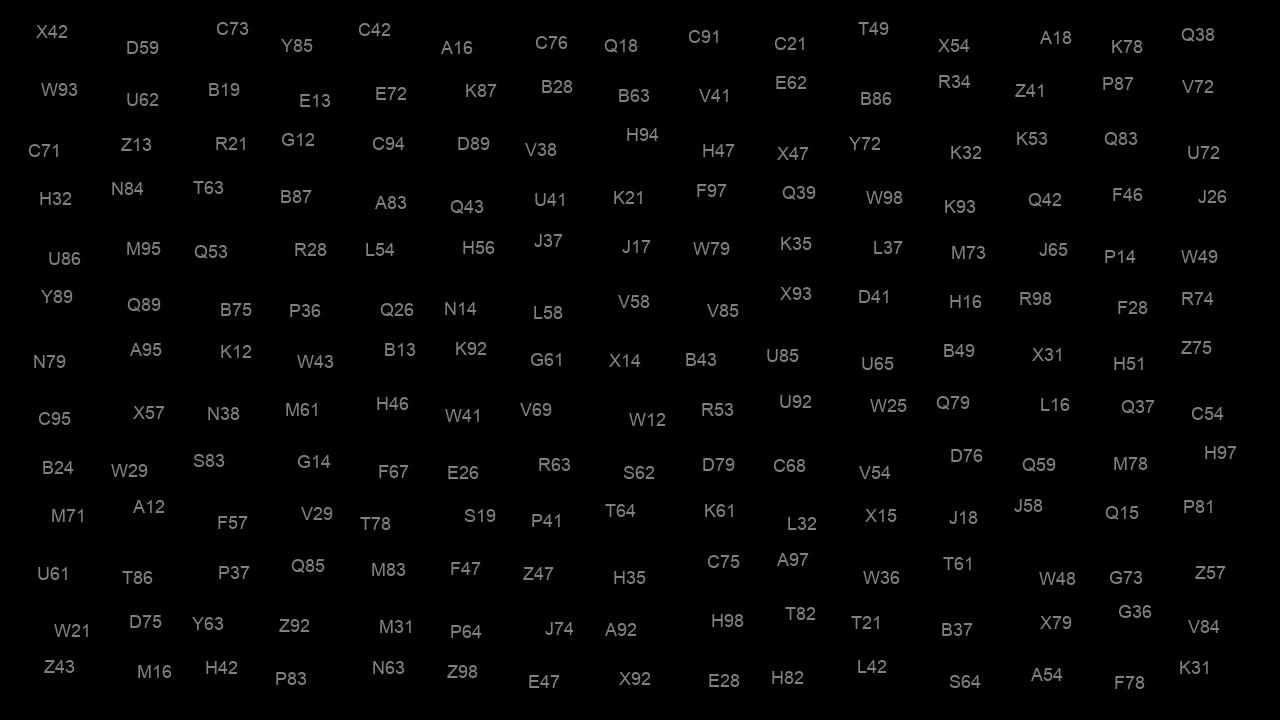 X42 D59 C73 Y85 C42 A16 C76 Q18 C91 C21 T49 X54 A18 K78 Q38
W93 U62 B19 E13 E72 K87 B28 B63 V41 E62 B86 R34 Z41 P87 V72
C71 Z13 R21 G12 C94 D89 V38 H94 H47 X47 Y72 K32 K53 Q83 U72
H32 N84 T63 B87 A83 Q43 U41 K21 F97 Q39 W98 K93 Q42 F46 J26
U86 M95 Q53 R28 L54 H56 J37 J17 W79 K35 L37 M73 J65 P14 W49
Y89 Q89 B75 P36 Q26 N14 L58 V58 V85 X93 D41 H16 R98 F28 R74
N79 A95 K12 W43 B13 K92 G61 X14 B43 U85 U65 B49 X31 H51 Z75
C95 X57 N38 M61 H46 W41 V69 W12 R53 U92 W25 Q79 L16 Q37 C54
B24 W29 S83 G14 F67 E26 R63 S62 D79 C68 V54 D76 Q59 M78 H97
M71 A12 F57 V29 T78 S19 P41 T64 K61 L32 X15 J18 J58 Q15 P81
U61 T86 P37 Q85 M83 F47 Z47 H35 C75 A97 W36 T61 W48 G73 Z57
W21 D75 Y63 Z92 M31 P64 J74 A92 H98 T82 T21 B37 X79 G36 V84
Z43 M16 H42 P83 N63 Z98 E47 X92 E28 H82 L42 S64 A54 F78 K31